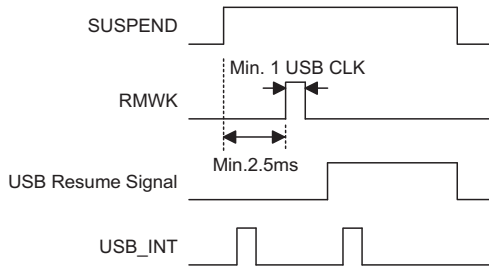 SUSPEND
Min. 1 USB CLK
RMWK
Min.2.5ms
USB Resume Signal
USB_INT